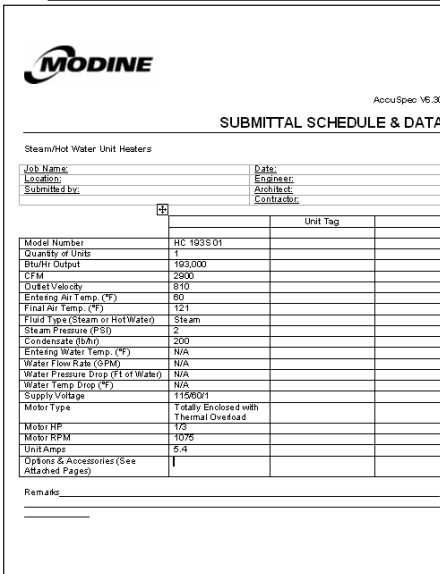 MODINE
AccuSpec V6.30
SUBMITTAL SCHEDULE & DATA
Steam/Hot Water Unit Heaters
Job Name: Date:
Location: Engineer:
Submitted by: Architect:
Contractor:
Unit Tag
Model Number HC 193S01
Quantity of Units 1
Btu/Hr Output 193,000
CFM 2900
Outlet Velocity 810
Entering Air Temp. (°F) 60
Final Air Temp. (°F) 121
Fluid Type (Steam or Hot Water) Steam
Steam Pressure (PSI) 2
Condensate (lb/hr) 200
Entering Water Temp. (°F) N/A
Water Flow Rate (GPM) N/A
Water Pressure Drop (Ft of Water) N/A
Water Temp Drop (°F) N/A
Supply Voltage 115/60/1
Motor Type Totally Enclosed with
Thermal Overload
Motor HP 1/3
Motor RPM 1075
Unit Amps 5.4
Options & Accessories (See
Attached Pages)
Remarks